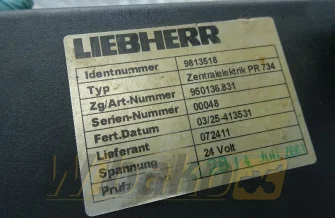 LIEBHERR
Identnummer 9813518
Typ Zentralelektrik PR 734
Zg/Art-Nummer 950136.831
Serien-Nummer 00048
Fert.Datum 03/25-413531
Lieferant 072411
Spannung 24 Volt